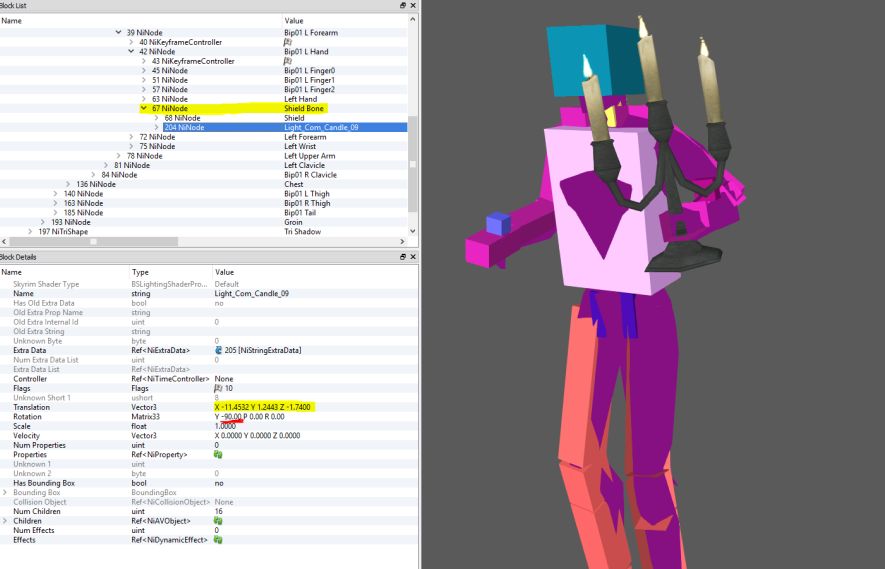 Block List
Name Value
39 NiNode Bip01 L Forearm
40 NiKeyframeController
42 NiNode Bip01 L Hand
43 NiKeyframeController
45 NiNode Bip01 L Finger0
51 NiNode Bip01 L Finger1
57 NiNode Bip01 L Finger2
63 NiNode Left Hand
67 NiNode Shield Bone
68 NiNode Shield
204 NiNode Light_Com_Candle_09
72 NiNode Left Forearm
75 NiNode Left Wrist
78 NiNode Left Upper Arm
81 NiNode Left Clavicle
84 NiNode Bip01 R Clavicle
136 NiNode Chest
140 NiNode Bip01 L Thigh
163 NiNode Bip01 R Thigh
185 NiNode Bip01 Tail
193 NiNode Groin
197 NiTriShape Tri Shadow
Block Details
Name Type Value
Skyrim Shader Type BSLightingShaderPro... Default
Name string Light_Com_Candle_09
Has Old Extra Data bool no
Old Extra Prop Name string
Old Extra Internal Id uint 0
Old Extra String string
Unknown Byte byte 0
Extra Data Ref<NiExtraData> 205 [NiStringExtraData]
Num Extra Data List uint 0
Extra Data List Ref<NiExtraData>
Controller Ref<NiTimeController> None
Flags Flags 10
Unknown Short 1 ushort 8
Translation Vector3 X -11.4532 Y 1.2443 Z -1.7400
Rotation Matrix33 Y -90.00 P 0.00 R 0.00
Scale float 1.0000
Velocity Vector3 X 0.0000 Y 0.0000 Z 0.0000
Num Properties uint 0
Properties Ref<NiProperty>
Unknown 1 uint
Unknown 2 byte 0
Has Bounding Box bool no
Bounding Box BoundingBox
Collision Object Ref<NiCollisionObject> None
Num Children uint 16
Children Ref<NiAVObject>
Num Effects uint 0
Effects Ref<NiDynamicEffect>